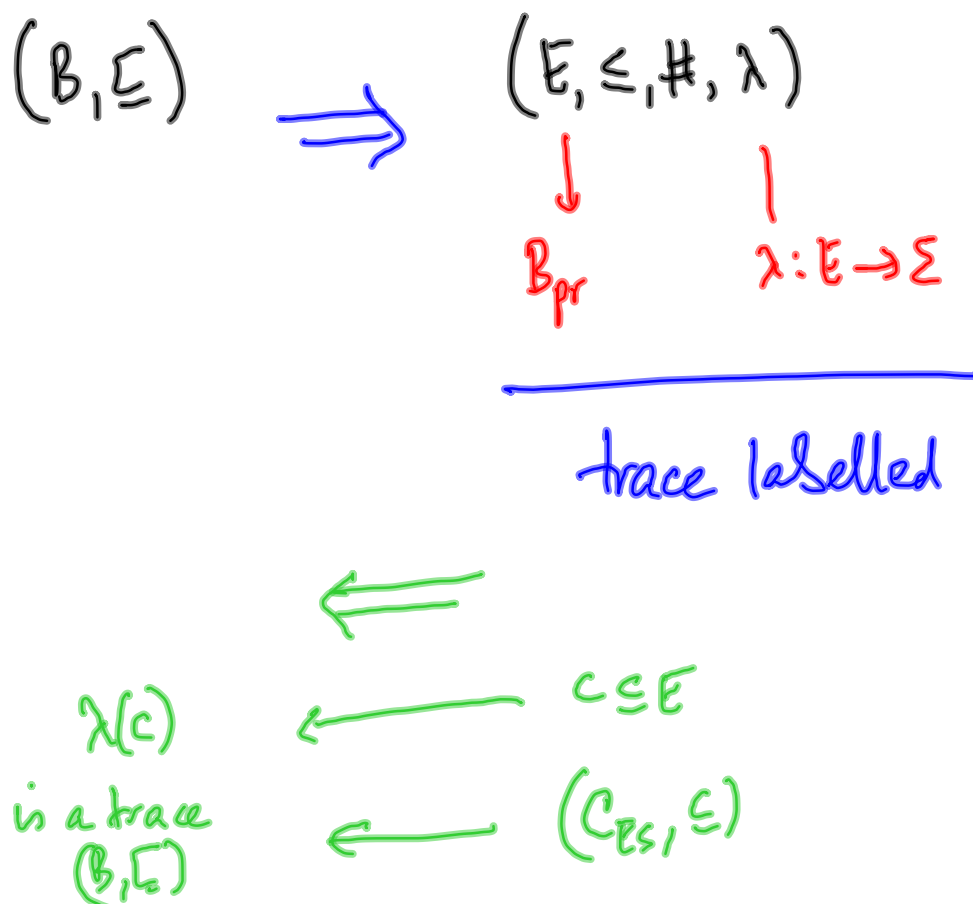 (B, ⊑) ⇒ (E, ≤, #, λ)
↓ |
B_pr λ : E → Σ
trace labelled
⇐
λ(C) ← C ⊆ E
is a trace ← (C_ES, ⊆)
(B, ⊑)